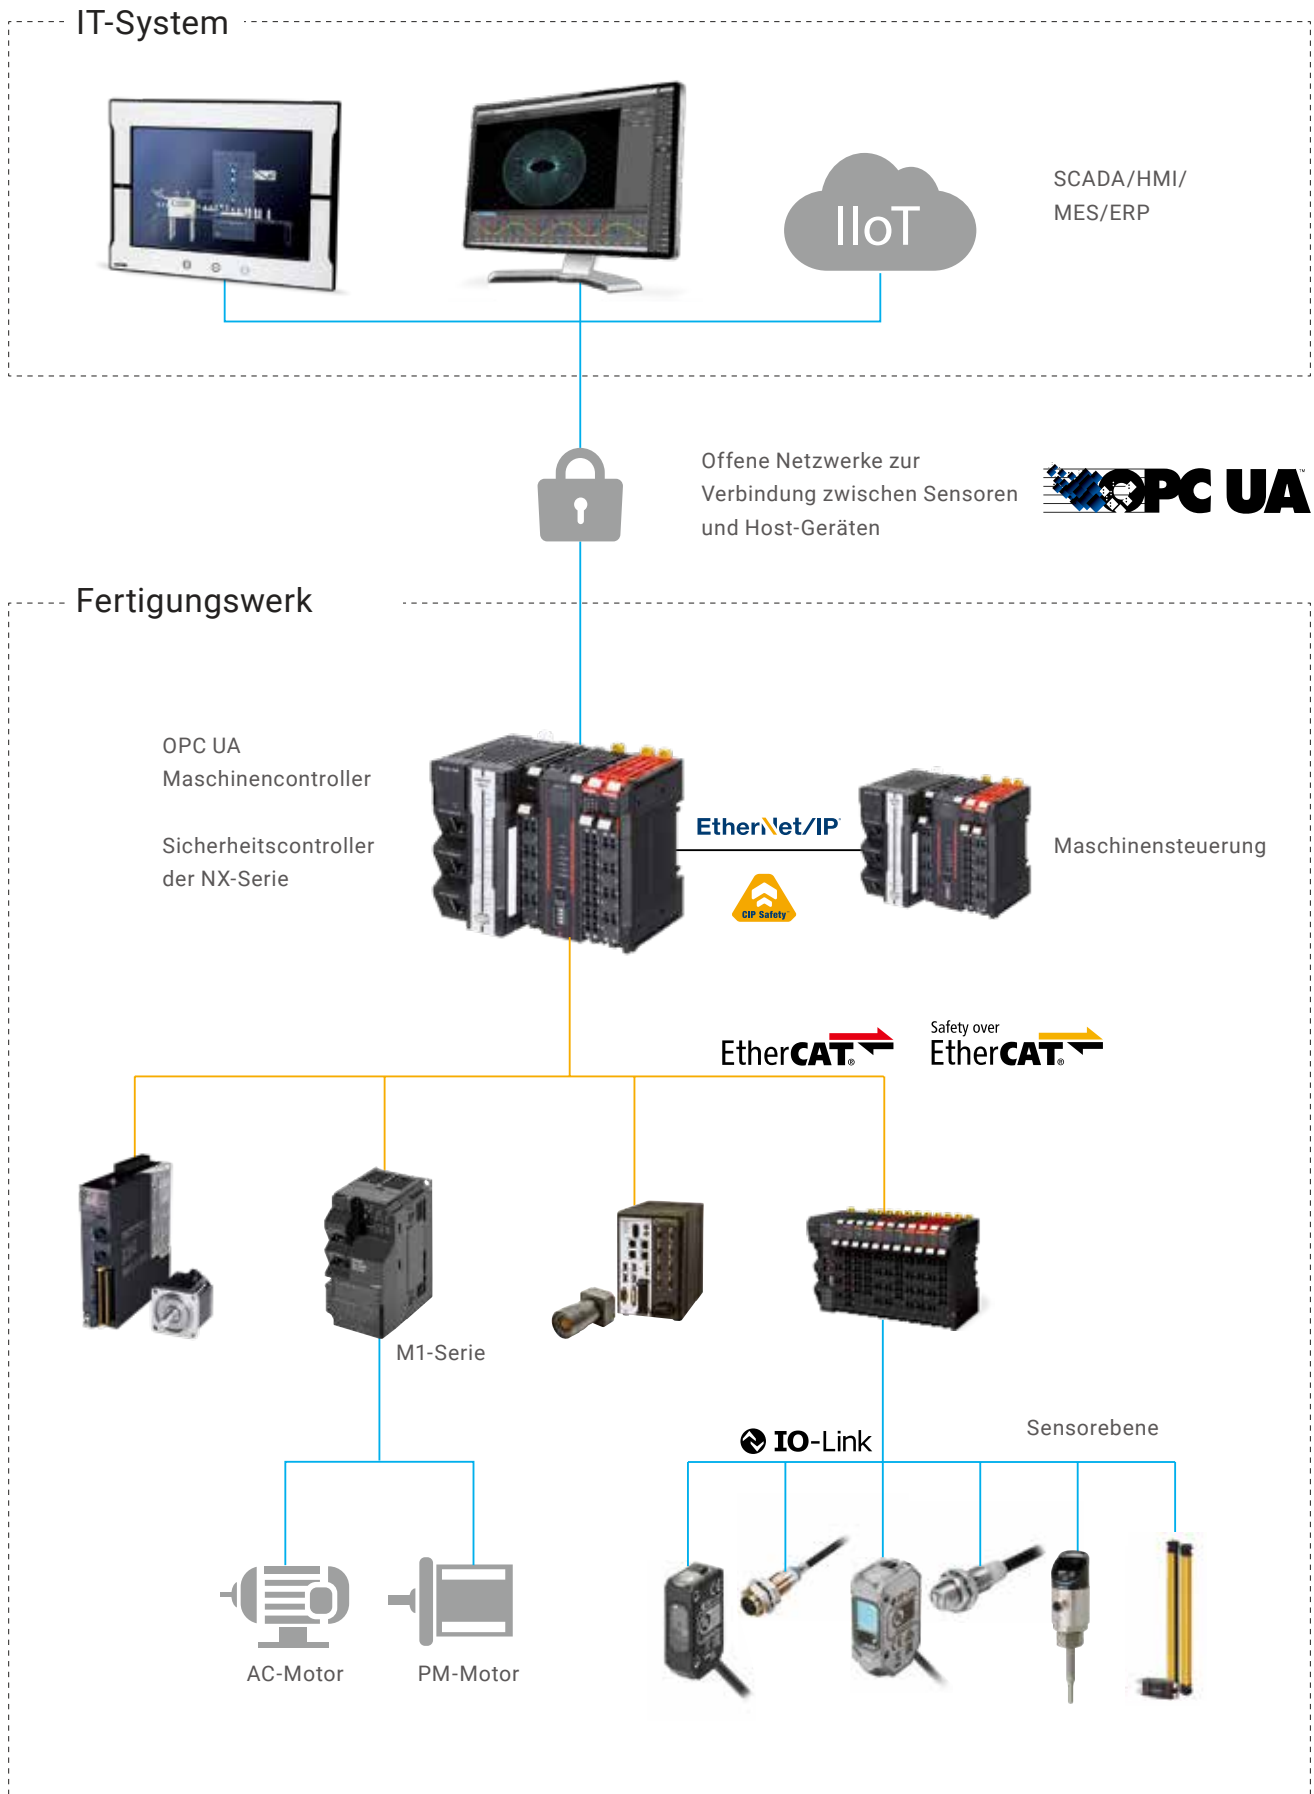 IT-System
IIoT
SCADA/HMI/
MES/ERP
Offene Netzwerke zur
Verbindung zwischen Sensoren
und Host-Geräten
OPC UA™
Fertigungswerk
OPC UA
Maschinencontroller
Sicherheitscontroller
der NX-Serie
EtherNet/IP
CIP Safety
Maschinensteuerung
EtherCAT®
Safety over
EtherCAT®
M1-Serie
IO-Link
Sensorebene
AC-Motor
PM-Motor